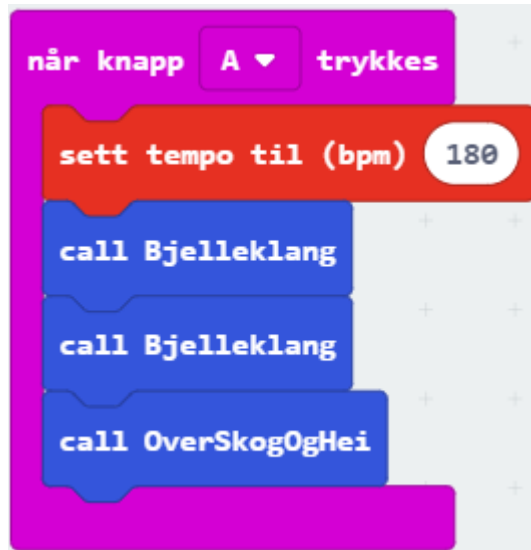 når knapp A trykkes
sett tempo til (bpm) 180
call Bjelleklang
call Bjelleklang
call OverSkogOgHei